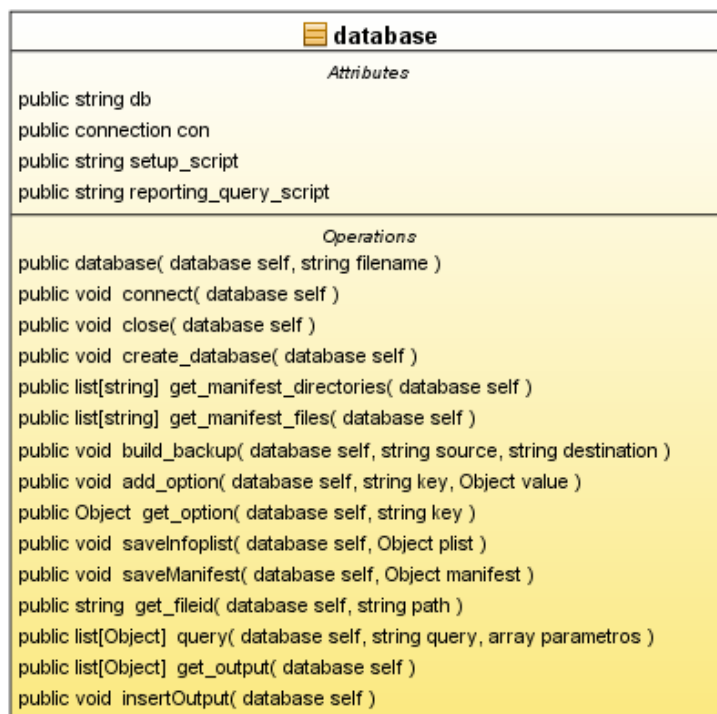 database
Attributes
public string db
public connection con
public string setup_script
public string reporting_query_script
Operations
public database( database self, string filename )
public void connect( database self )
public void close( database self )
public void create_database( database self )
public list[string] get_manifest_directories( database self )
public list[string] get_manifest_files( database self )
public void build_backup( database self, string source, string destination )
public void add_option( database self, string key, Object value )
public Object get_option( database self, string key )
public void saveInfoplist( database self, Object plist )
public void saveManifest( database self, Object manifest )
public string get_fileid( database self, string path )
public list[Object] query( database self, string query, array parametros )
public list[Object] get_output( database self )
public void insertOutput( database self )